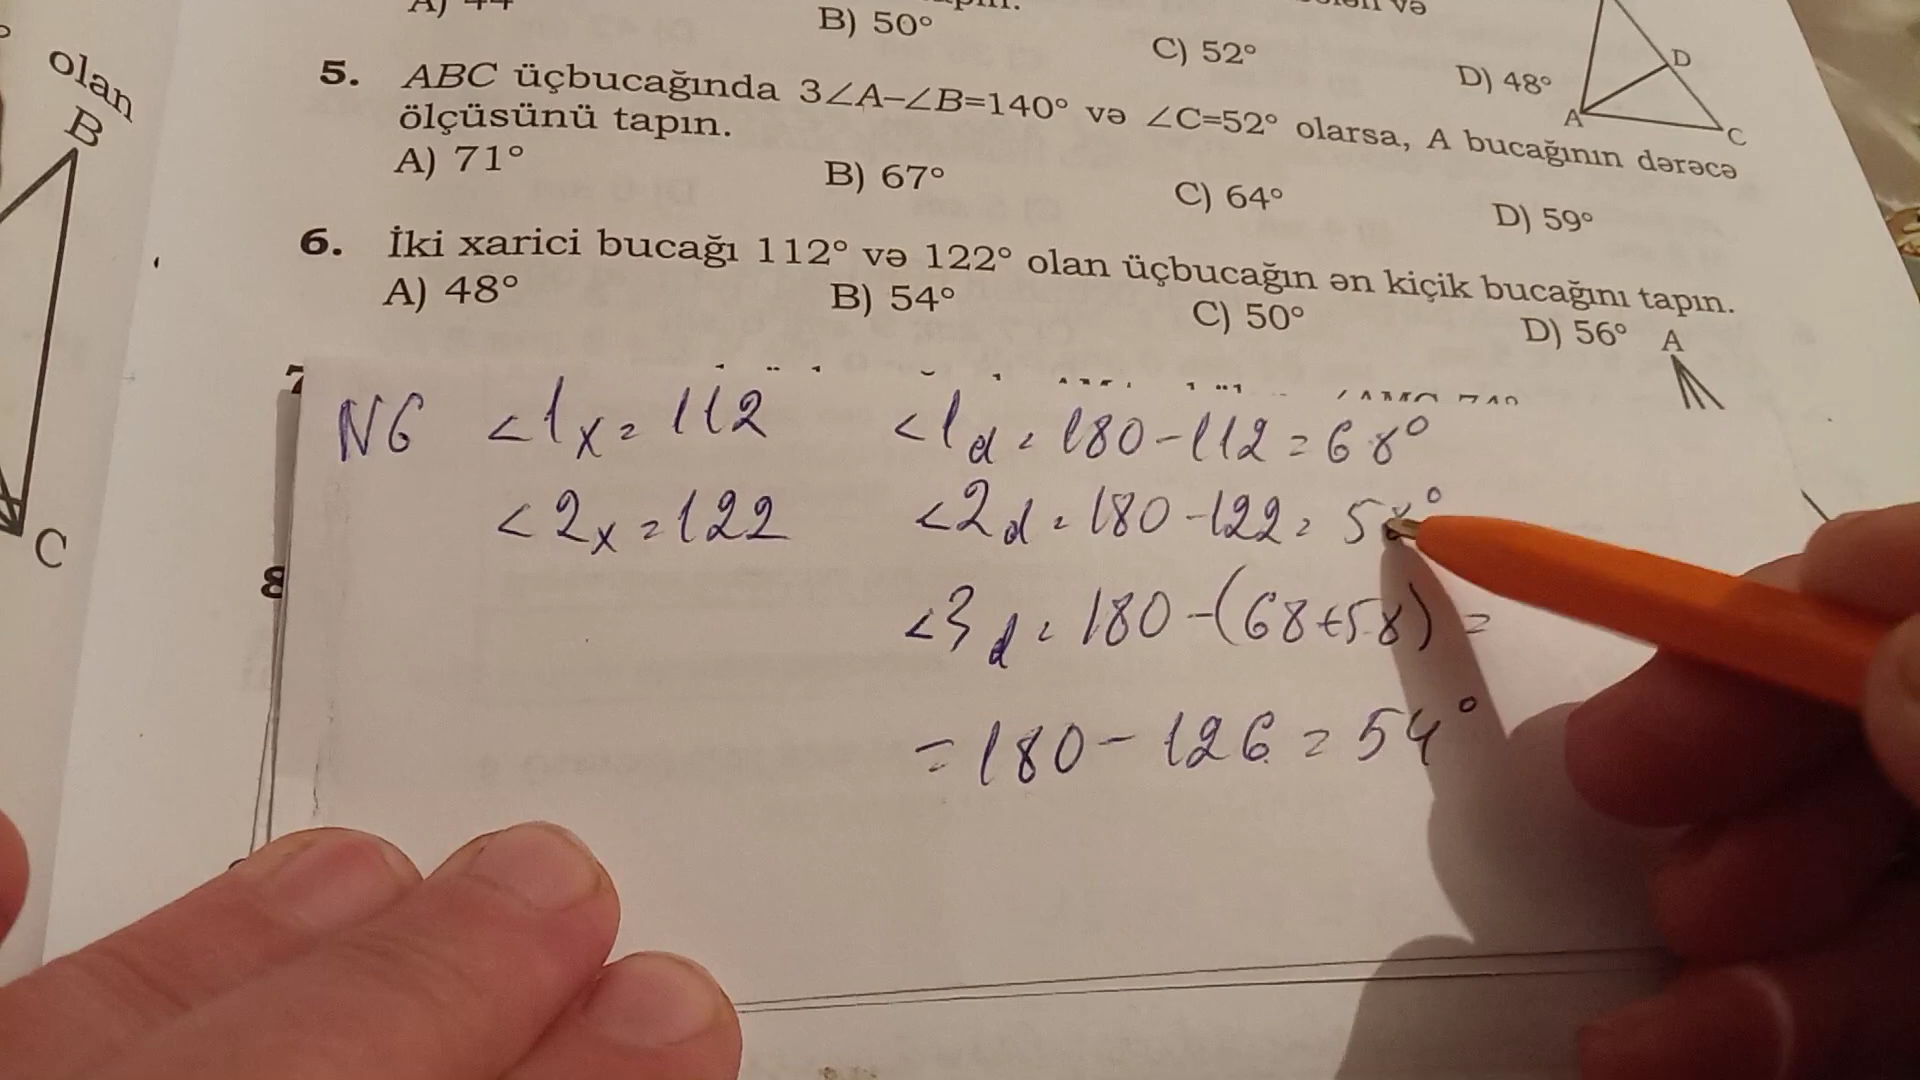 B) 50°
C) 52°
D) 48°
və
D
A
C
olan
B
C
5. ABC üçbucağında 3∠A–∠B=140° və ∠C=52° olarsa, A bucağının dərəcə
ölçüsünü tapın.
A) 71°
B) 67°
C) 64°
D) 59°
6. İki xarici bucağı 112° və 122° olan üçbucağın ən kiçik bucağını tapın.
A) 48°
B) 54°
C) 50°
D) 56°
A
7
8
N6 <1x = 112 <1d = 180-112 = 68°
<2x = 122 <2d = 180-122 = 58°
<3d = 180-(68+58) =
= 180 - 126 = 54°